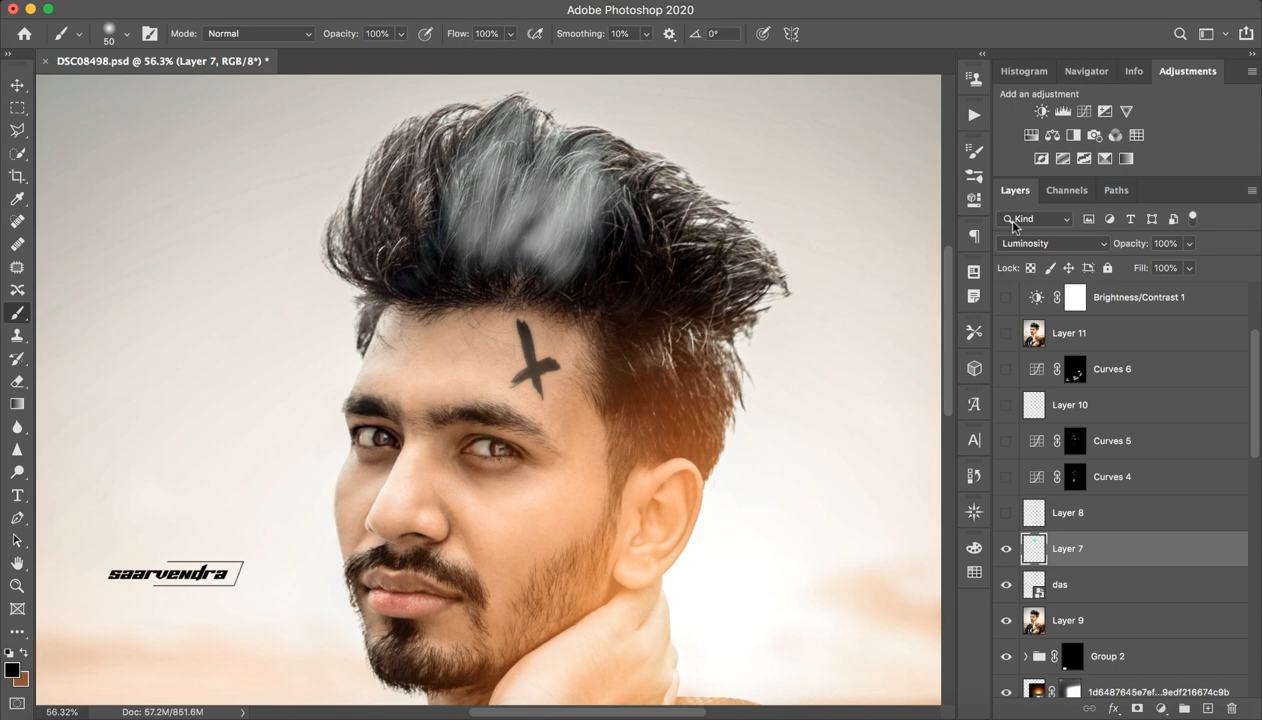 Adobe Photoshop 2020
50
Mode: Normal
Opacity: 100%
Flow: 100%
Smoothing: 10%
0°
DSC08498.psd @ 56.3% (Layer 7, RGB/8*) *
Histogram
Navigator
Info
Adjustments
Add an adjustment
Layers
Channels
Paths
Kind
Luminosity
Opacity: 100%
Lock:
Fill: 100%
Brightness/Contrast 1
Layer 11
Curves 6
Layer 10
Curves 5
Curves 4
Layer 8
Layer 7
das
Layer 9
Group 2
1d6487645e7ef...9edf216674c9b
saarvendra
56.32%
Doc: 57.2M/851.6M